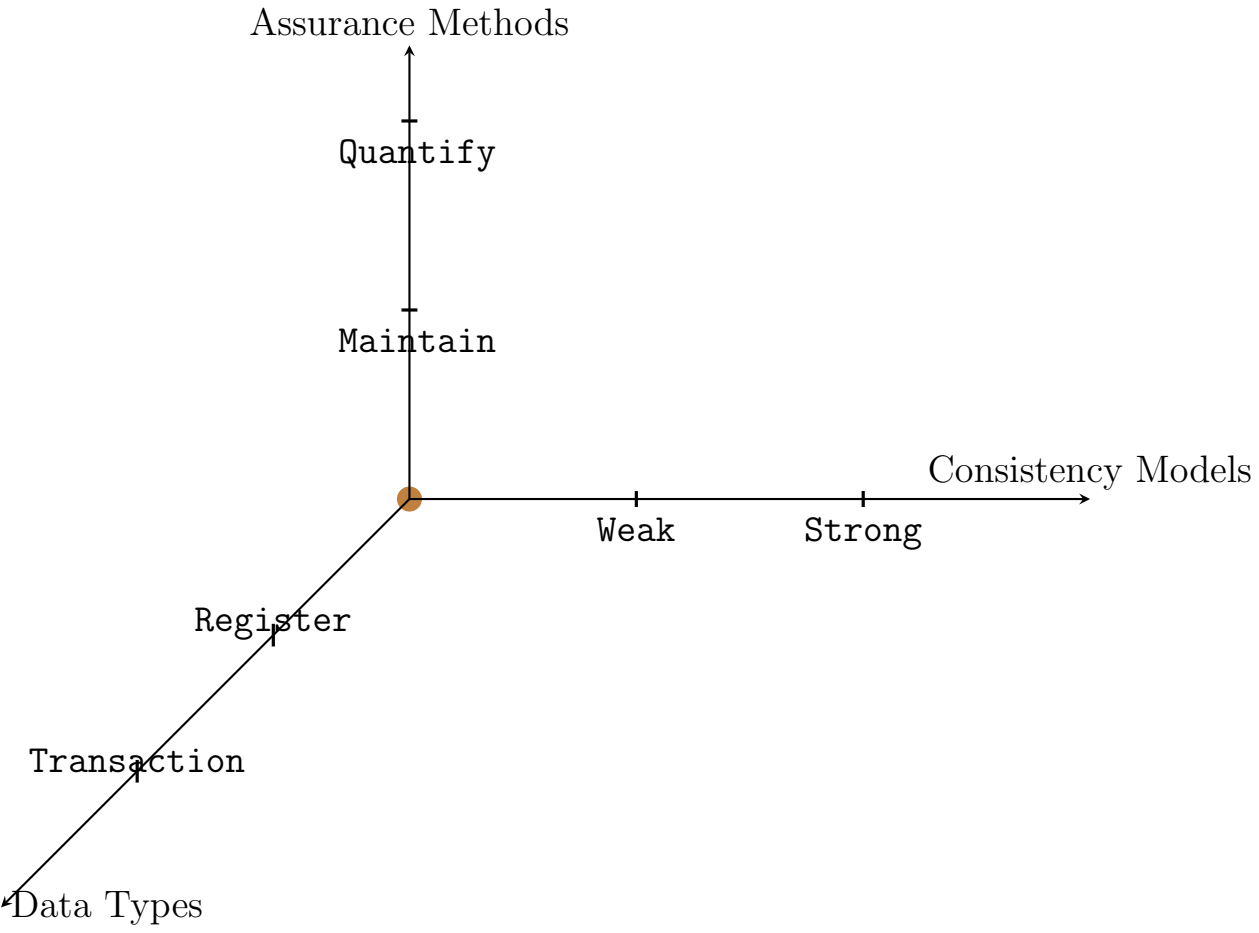 Assurance Methods
Quantify
Maintain
Consistency Models
Weak Strong
Register
Transaction
Data Types